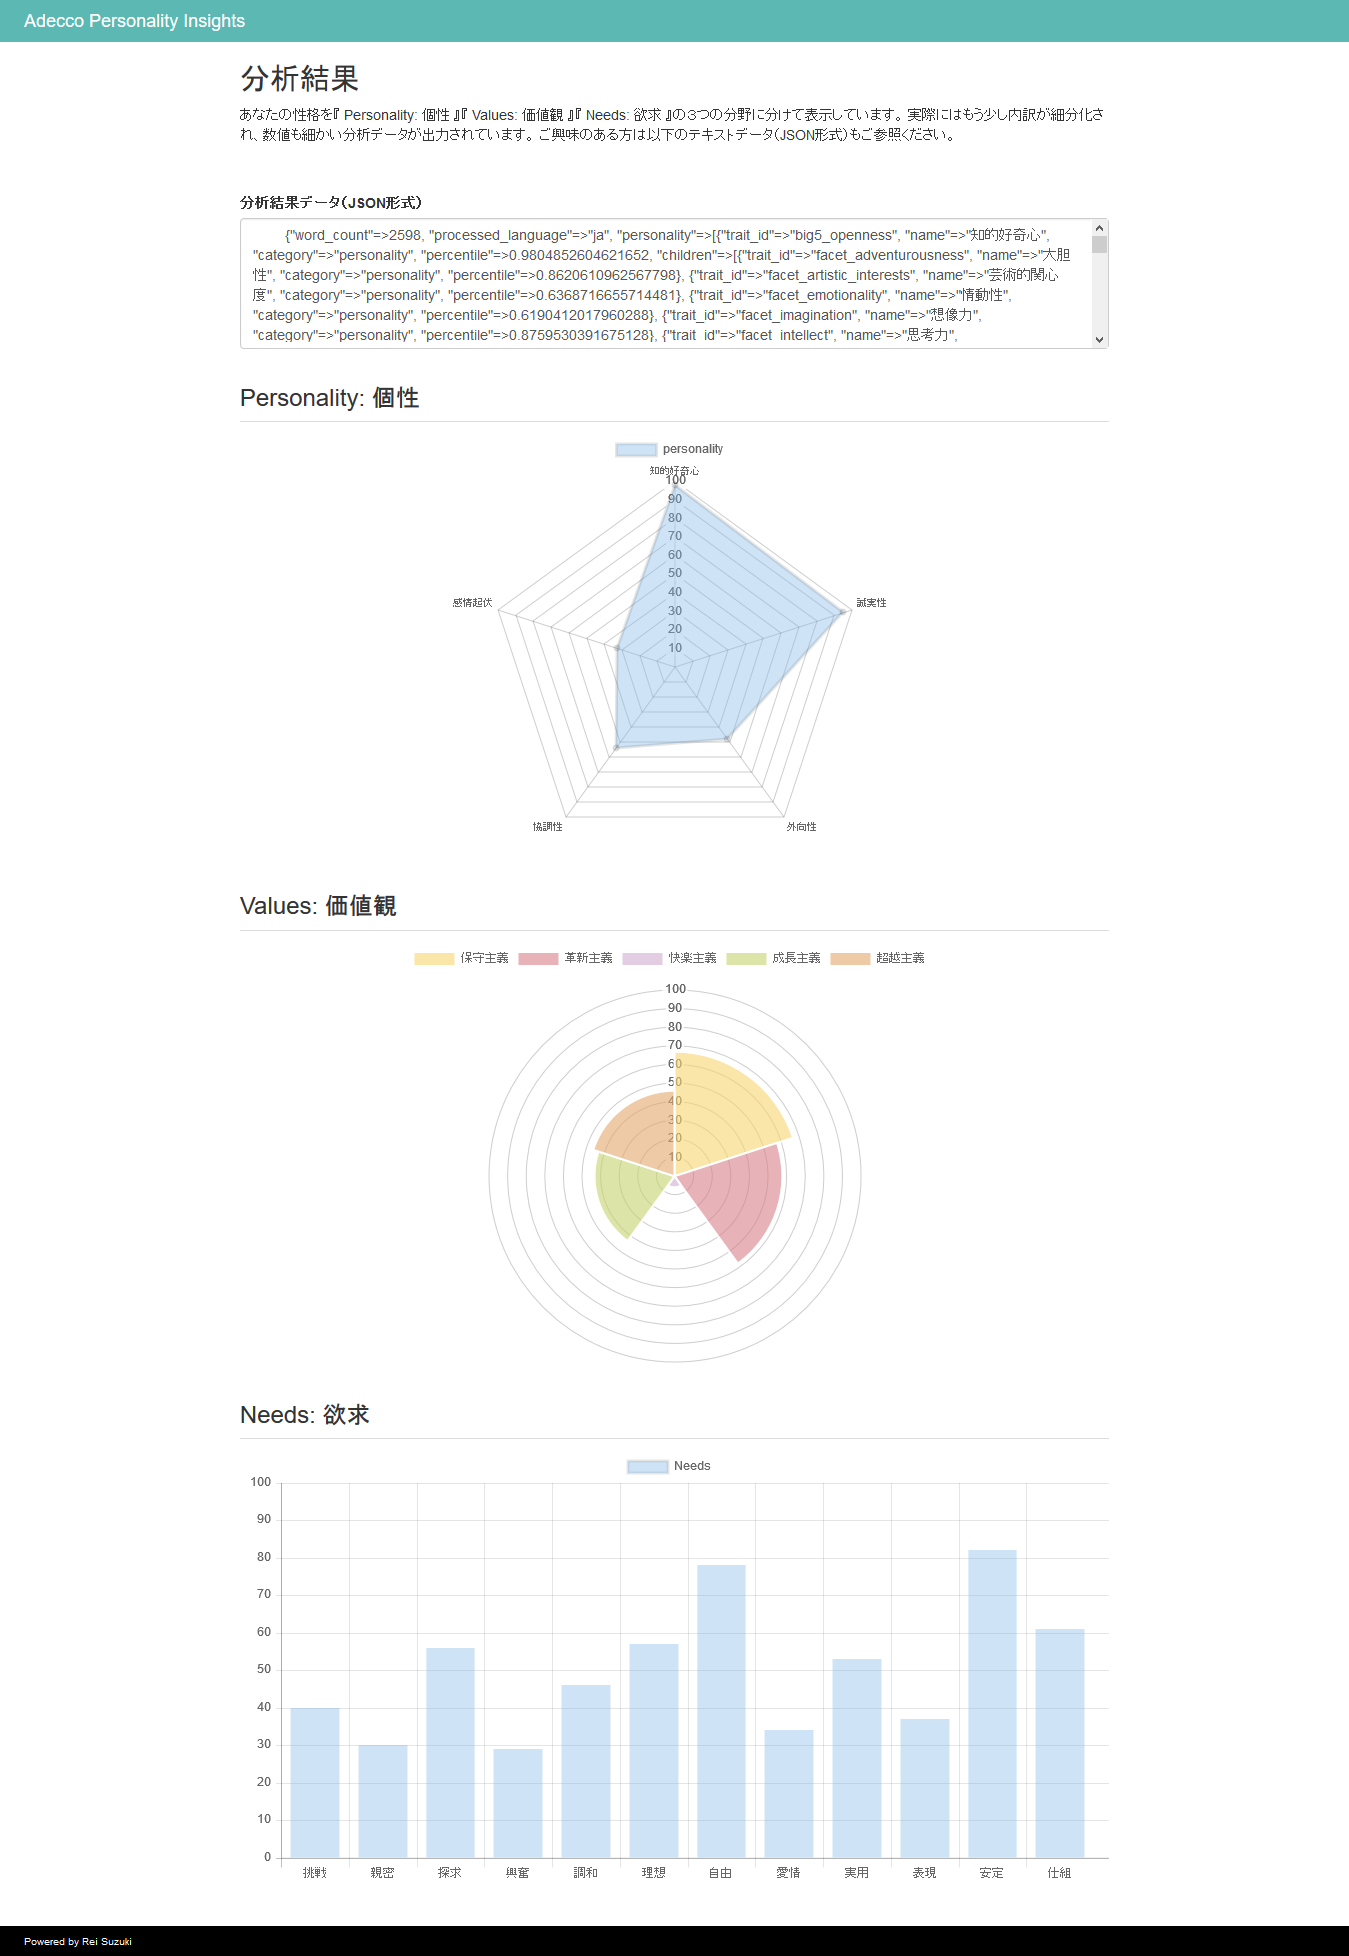 Adecco Personality Insights
分析結果
あなたの性格を『 Personality: 個性 』『 Values: 価値観 』『 Needs: 欲求 』の３つの分野に分けて表示しています。 実際にはもう少し内訳が細分化さ
れ、数値も細かい分析データが出力されています。 ご興味のある方は以下のテキストデータ（JSON形式）もご参照ください。
分析結果データ（JSON形式）
{"word_count"=>2598, "processed_language"=>"ja", "personality"=>[{"trait_id"=>"big5_openness", "name"=>"知的好奇心",
"category"=>"personality", "percentile"=>0.9804852604621652, "children"=>[{"trait_id"=>"facet_adventurousness", "name"=>"大胆
性", "category"=>"personality", "percentile"=>0.8620610962567798}, {"trait_id"=>"facet_artistic_interests", "name"=>"芸術的関心
度", "category"=>"personality", "percentile"=>0.6368716655714481}, {"trait_id"=>"facet_emotionality", "name"=>"情動性",
"category"=>"personality", "percentile"=>0.6190412017960288}, {"trait_id"=>"facet_imagination", "name"=>"想像力",
"category"=>"personality", "percentile"=>0.8759530391675128}, {"trait_id"=>"facet_intellect", "name"=>"思考力",
Personality: 個性
personality
知的好奇心
100
90
80
70
60
50
40
30
20
10
感情起伏
誠実性
協調性
外向性
Values: 価値観
保守主義 革新主義 快楽主義 成長主義 超越主義
100
90
80
70
60
50
40
30
20
10
Needs: 欲求
Needs
100
90
80
70
60
50
40
30
20
10
0
挑戦 親密 探求 興奮 調和 理想 自由 愛情 実用 表現 安定 仕組
Powered by Rei Suzuki